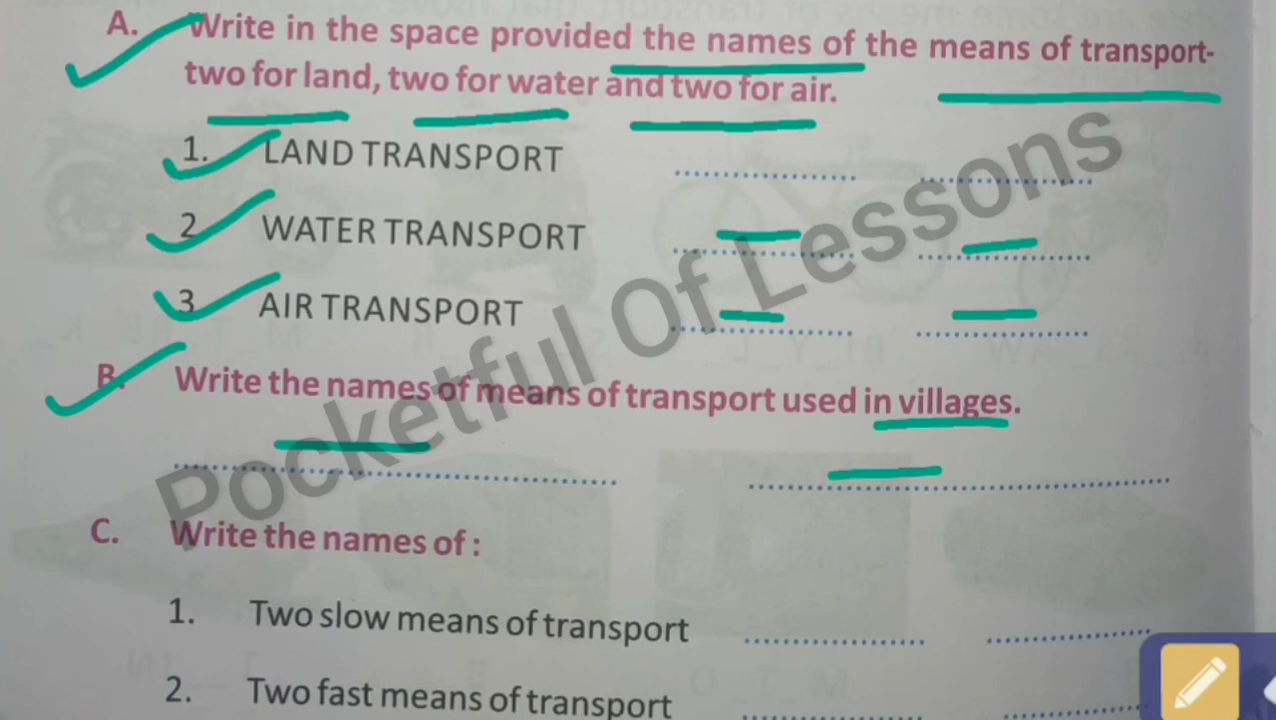 A. Write in the space provided the names of the means of transport-
two for land, two for water and two for air.
1. LAND TRANSPORT
2 WATER TRANSPORT
3 AIR TRANSPORT
B. Write the names of means of transport used in villages.
C. Write the names of :
1. Two slow means of transport
2. Two fast means of transport
Pocketful Of Lessons